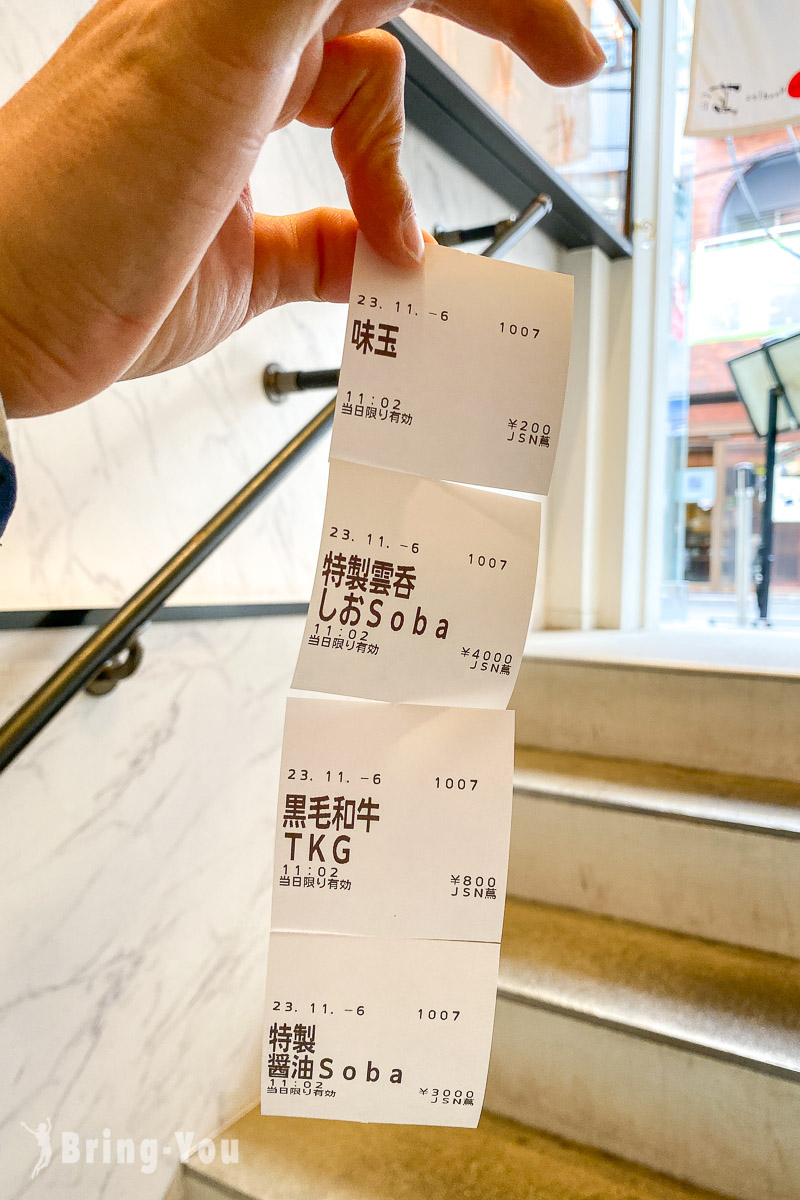 23. 11. -6 1007
味玉
11:02
当日限り有効
¥200
JSN蔦
23. 11. -6 1007
特製雲呑
しおSoba
11:02
当日限り有効
¥4000
JSN蔦
23. 11. -6 1007
黒毛和牛
TKG
11:02
当日限り有効
¥800
JSN蔦
23. 11. -6 1007
特製
醤油Soba
11:02
当日限り有効
¥3000
JSN蔦
Bring-You